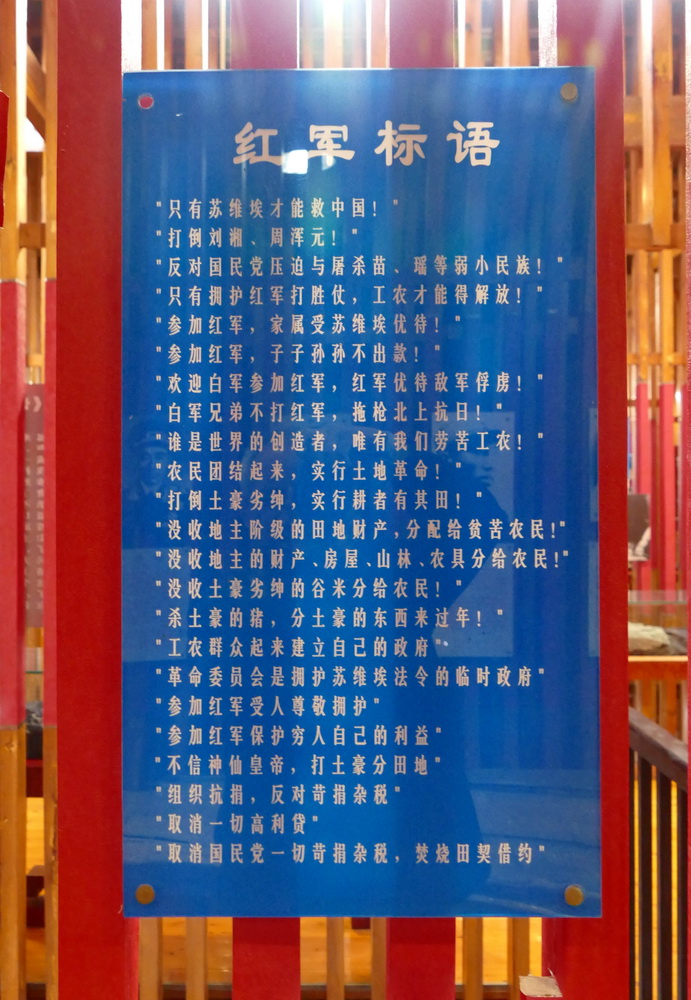 红军标语
"只有苏维埃才能救中国！"
"打倒刘湘、周浑元！"
"反对国民党压迫与屠杀苗、瑶等弱小民族！"
"只有拥护红军打胜仗，工农才能得解放！"
"参加红军，家属受苏维埃优待！"
"参加红军，子子孙孙不出款！"
"欢迎白军参加红军，红军优待敌军俘虏！"
"白军兄弟不打红军，拖枪北上抗日！"
"谁是世界的创造者，唯有我们劳苦工农！"
"农民团结起来，实行土地革命！"
"打倒土豪劣绅，实行耕者有其田！"
"没收地主阶级的田地财产，分配给贫苦农民！"
"没收地主的财产、房屋、山林、农具分给农民！"
"没收土豪劣绅的谷米分给农民！"
"杀土豪的猪，分土豪的东西来过年！"
"工农群众起来建立自己的政府"
"革命委员会是拥护苏维埃法令的临时政府"
"参加红军受人尊敬拥护"
"参加红军保护穷人自己的利益"
"不信神仙皇帝，打土豪分田地"
"组织抗捐，反对苛捐杂税"
"取消一切高利贷"
"取消国民党一切苛捐杂税，焚烧田契借约"